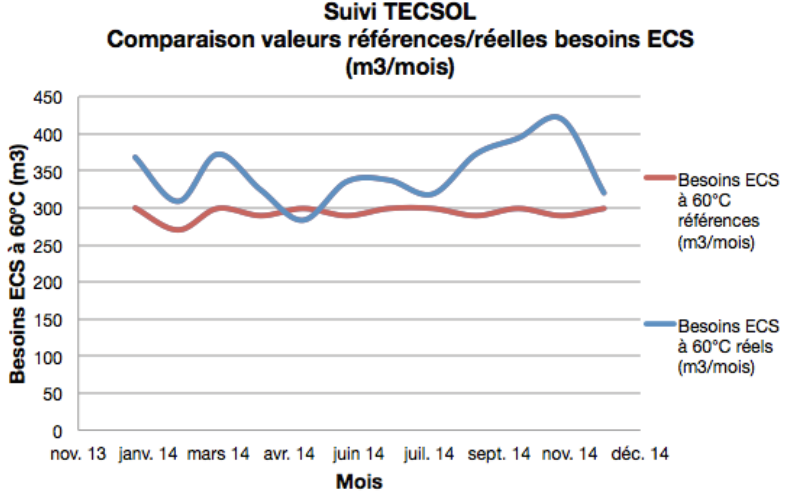 Suivi TECSOL
Comparaison valeurs références/réelles besoins ECS
(m3/mois)
Besoins ECS à 60°C (m3)
450
400
350
300
250
200
150
100
50
0
nov. 13 janv. 14 mars 14 avr. 14 juin 14 juil. 14 sept. 14 nov. 14 déc. 14
Mois
Besoins ECS
à 60°C
références
(m3/mois)
Besoins ECS
à 60°C réels
(m3/mois)